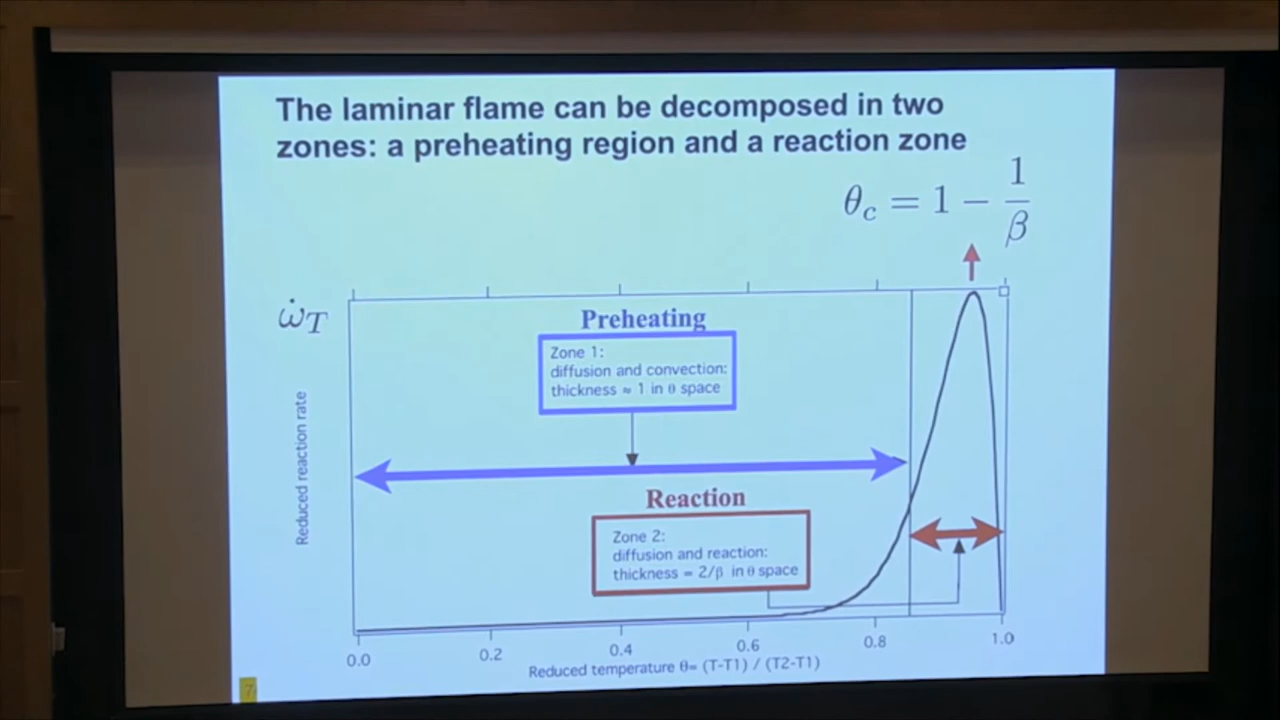 The laminar flame can be decomposed in two
zones: a preheating region and a reaction zone
θc = 1 − 1/β
ω̇T
Preheating
Zone 1:
diffusion and convection:
thickness ≈ 1 in θ space
Reduced reaction rate
Reaction
Zone 2:
diffusion and reaction:
thickness = 2/β in θ space
0.0 0.2 0.4 0.6 0.8 1.0
Reduced temperature θ= (T-T1) / (T2-T1)
7